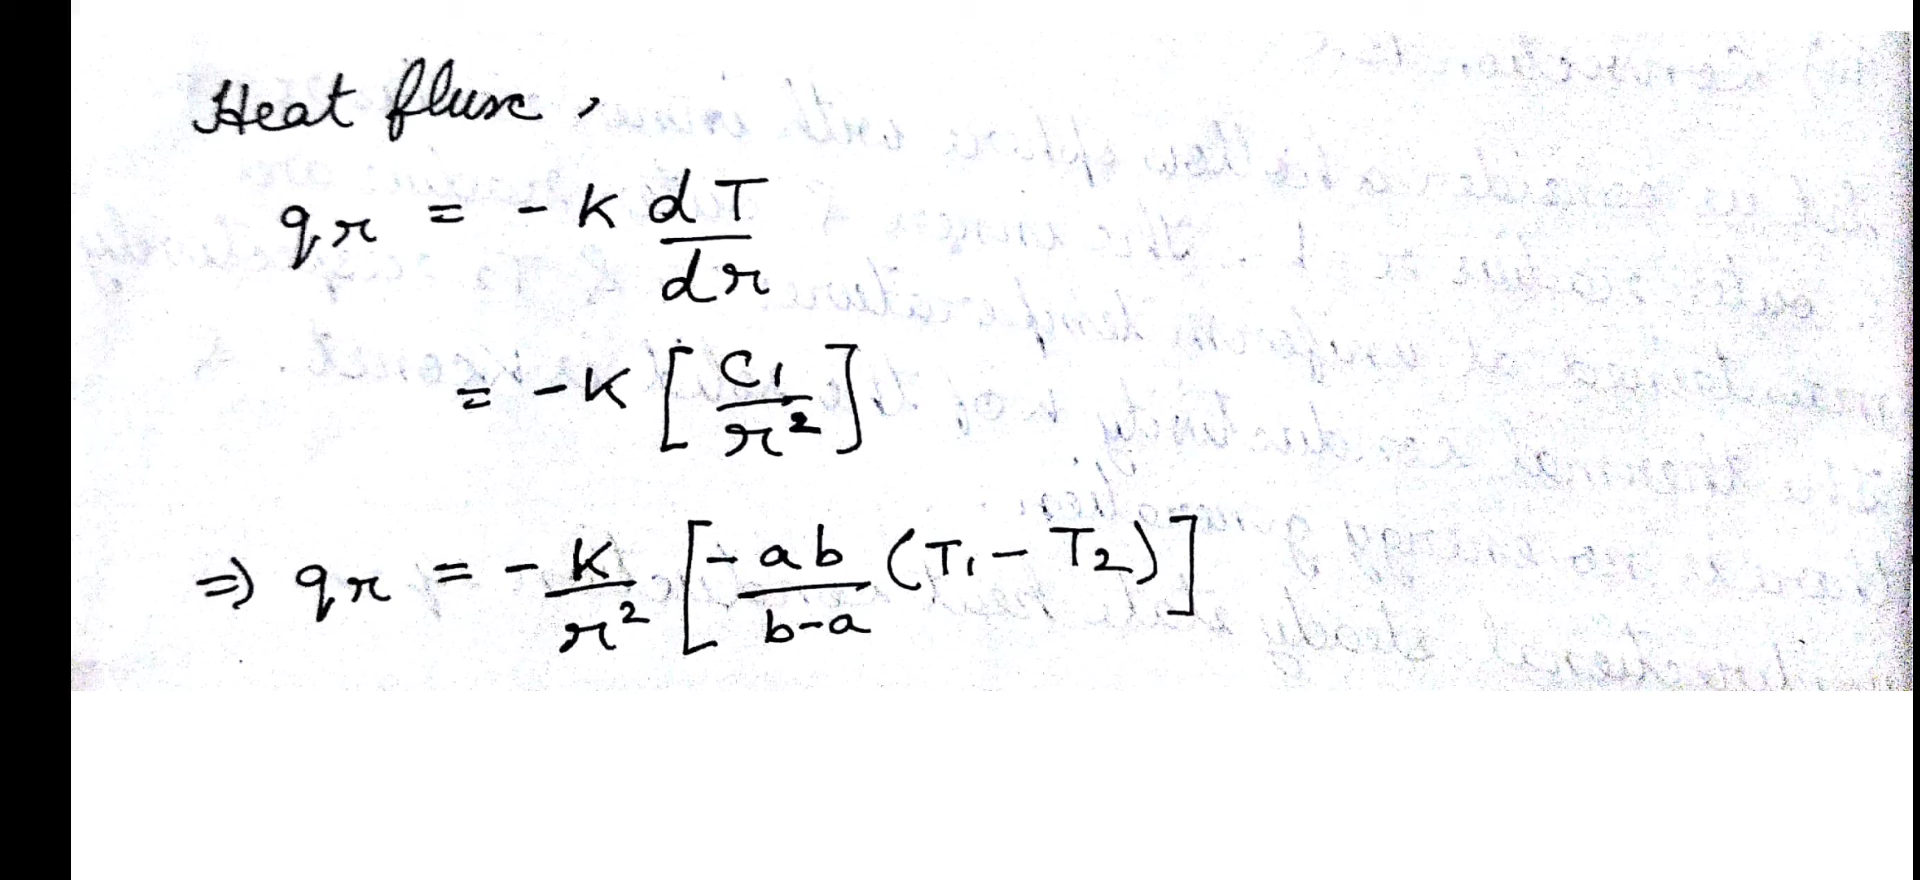 Heat flux,
qr = - K dT/dr
= - K [C1/r²]
⇒ qr = - K/r² [- ab/b-a (T1 - T2)]